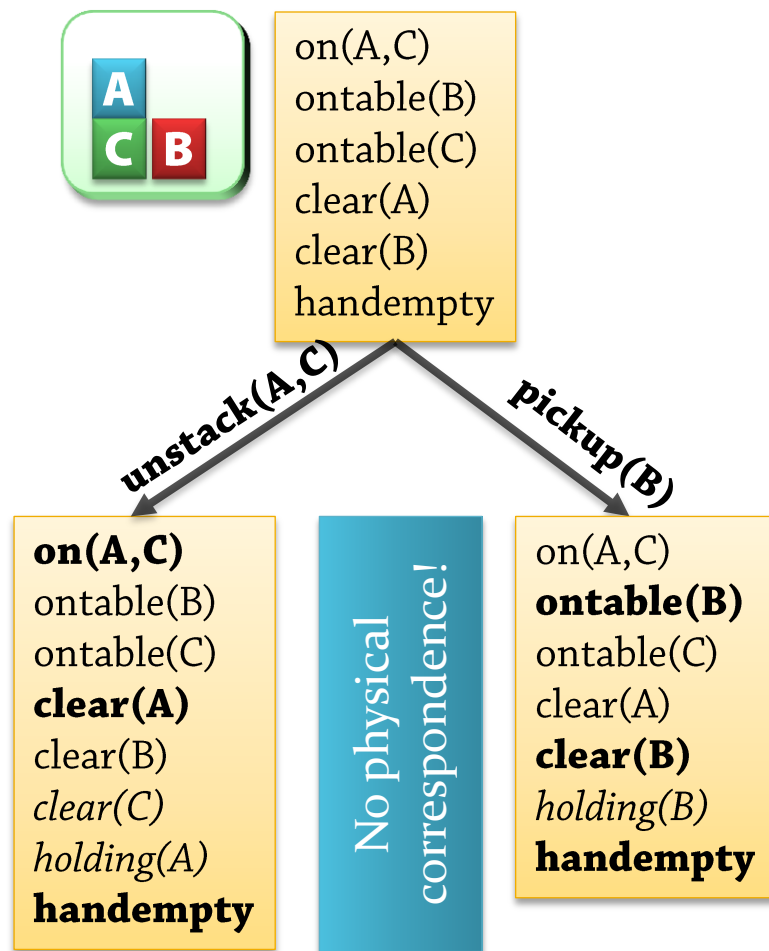 A
C B
on(A,C)
ontable(B)
ontable(C)
clear(A)
clear(B)
handempty
unstack(A,C)
pickup(B)
on(A,C)
ontable(B)
ontable(C)
clear(A)
clear(B)
clear(C)
holding(A)
handempty
No physical
correspondence!
on(A,C)
ontable(B)
ontable(C)
clear(A)
clear(B)
holding(B)
handempty